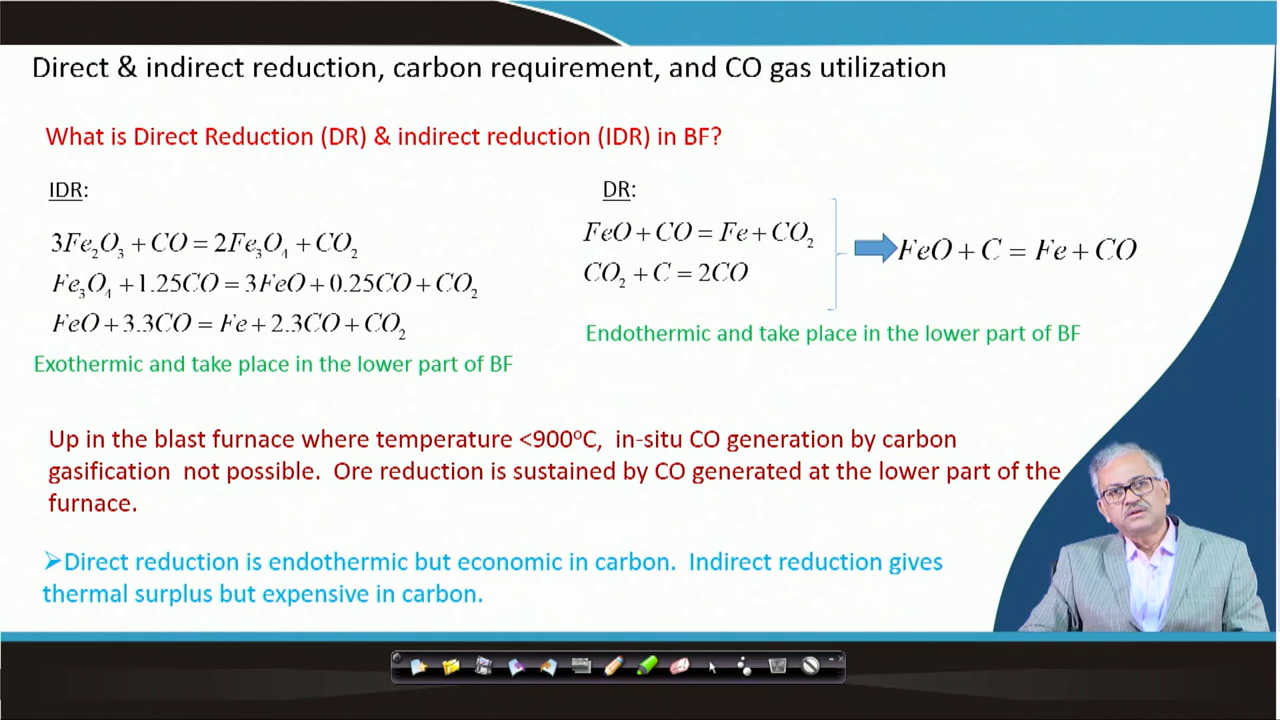 Direct & indirect reduction, carbon requirement, and CO gas utilization
What is Direct Reduction (DR) & indirect reduction (IDR) in BF?
IDR:
3Fe₂O₃ + CO = 2Fe₃O₄ + CO₂
Fe₃O₄ + 1.25CO = 3FeO + 0.25CO + CO₂
FeO + 3.3CO = Fe + 2.3CO + CO₂
Exothermic and take place in the lower part of BF
DR:
FeO + CO = Fe + CO₂
CO₂ + C = 2CO
FeO + C = Fe + CO
Endothermic and take place in the lower part of BF
Up in the blast furnace where temperature <900⁰C, in-situ CO generation by carbon
gasification not possible. Ore reduction is sustained by CO generated at the lower part of the
furnace.
➢Direct reduction is endothermic but economic in carbon. Indirect reduction gives
thermal surplus but expensive in carbon.